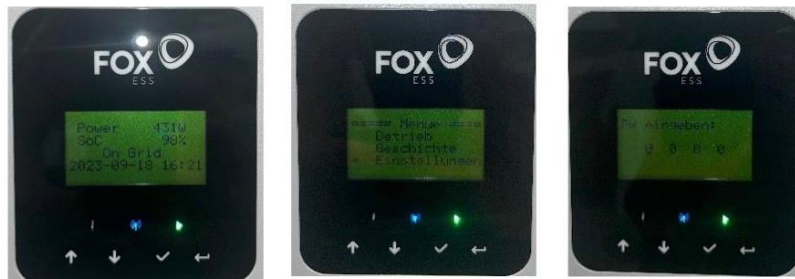 FOX
ESS
Power 431W
SoC 98%
On Grid
2023-09-18 16:21
FOX
ESS
===== Menue =====
Betrieb
Geschichte
Einstellungen
FOX
ESS
PW eingeben:
0 0 0 0